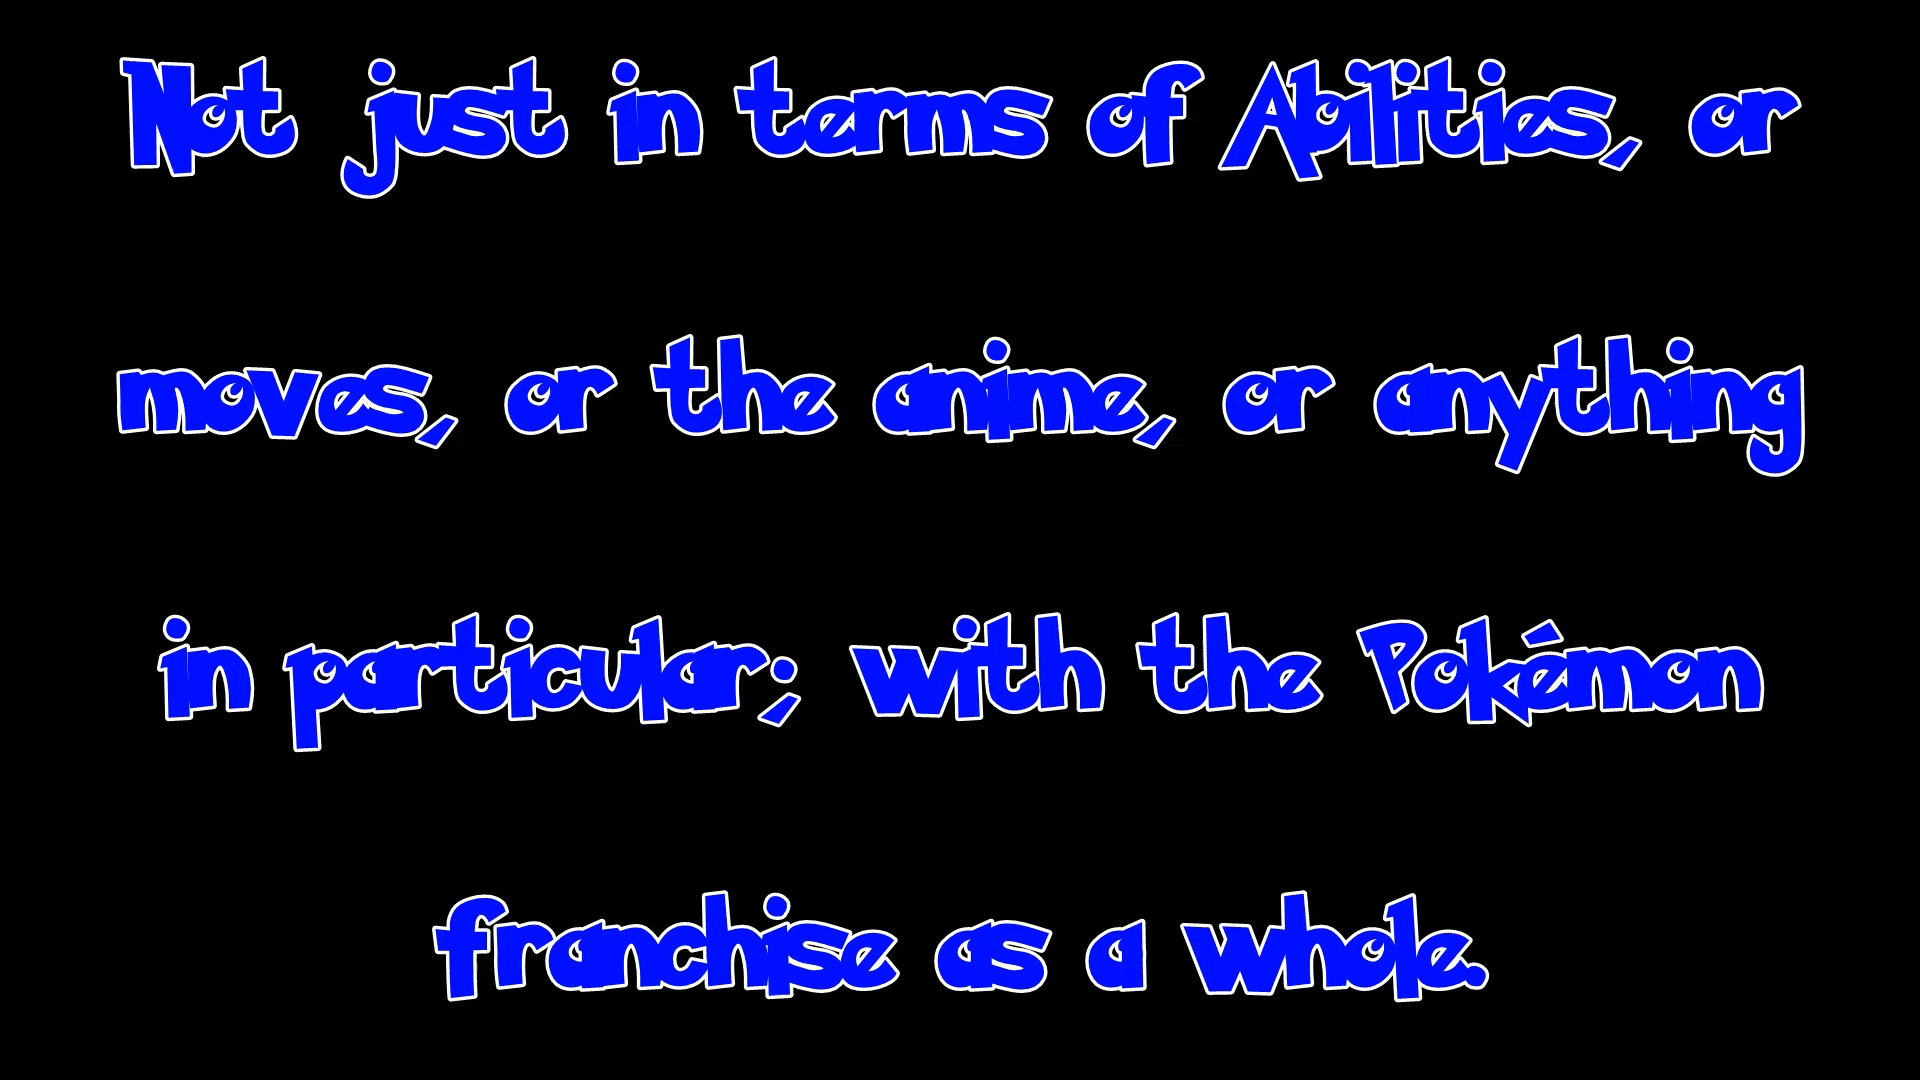 Not just in terms of Abilities, or
moves, or the anime, or anything
in particular; with the Pokémon
franchise as a whole.